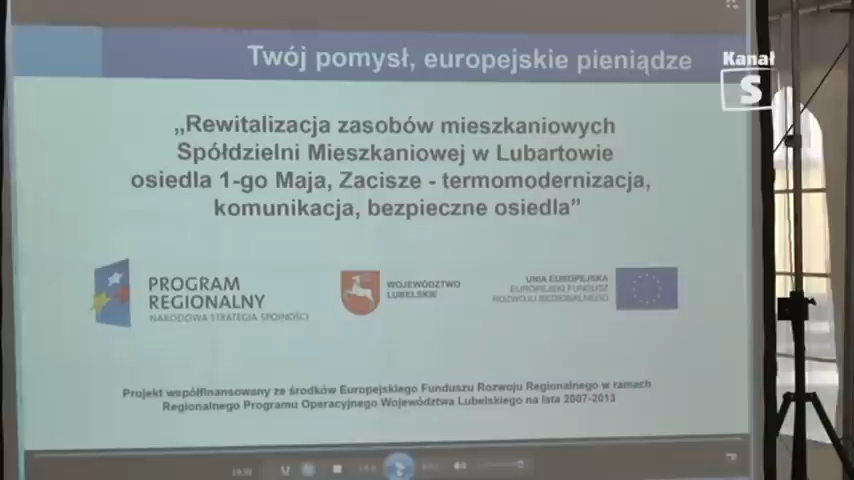 Twój pomysł, europejskie pieniądze
Kanał
S
„Rewitalizacja zasobów mieszkaniowych
Spółdzielni Mieszkaniowej w Lubartowie
osiedla 1-go Maja, Zacisze - termomodernizacja,
komunikacja, bezpieczne osiedla”
PROGRAM
REGIONALNY
NARODOWA STRATEGIA SPÓJNOŚCI
WOJEWÓDZTWO
LUBELSKIE
UNIA EUROPEJSKA
EUROPEJSKI FUNDUSZ
ROZWOJU REGIONALNEGO
Projekt współfinansowany ze środków Europejskiego Funduszu Rozwoju Regionalnego w ramach
Regionalnego Programu Operacyjnego Województwa Lubelskiego na lata 2007-2013